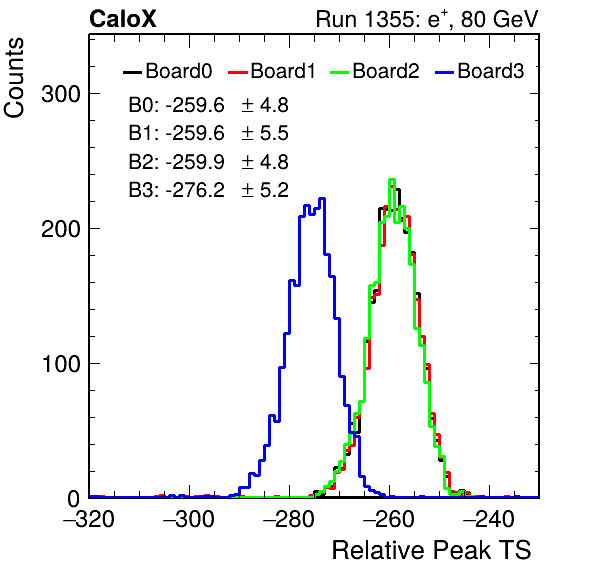 CaloX Run 1355: e+, 80 GeV
Counts
Board0 Board1 Board2 Board3
B0: -259.6 ± 4.8
B1: -259.6 ± 5.5
B2: -259.9 ± 4.8
B3: -276.2 ± 5.2
300
200
100
0
−320 −300 −280 −260 −240
Relative Peak TS